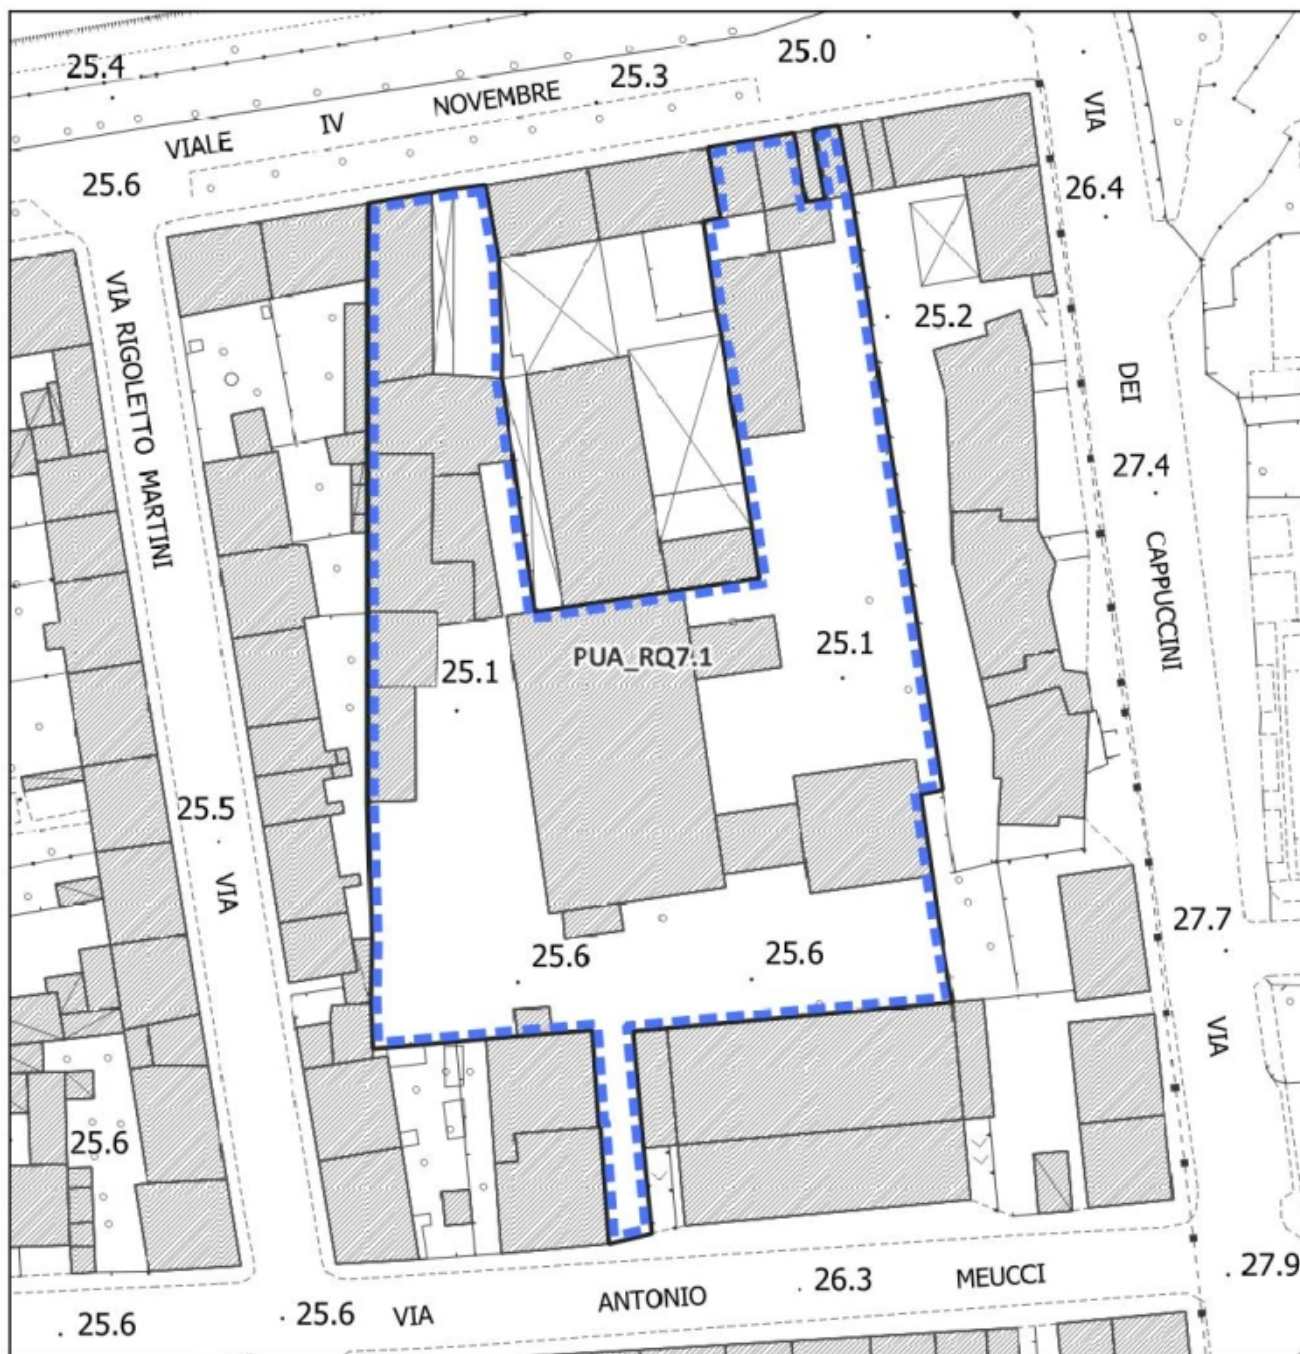 25.4
25.0
25.3
VIALE IV NOVEMBRE
VIA
25.6
26.4
VIA RIGOLETTO MARTINI
25.2
DEI
27.4
CAPPUCCINI
25.1
PUA_RQ7.1
25.1
25.5
VIA
27.7
25.6
25.6
VIA
25.6
27.9
26.3
MEUCCI
25.6
25.6
VIA
ANTONIO